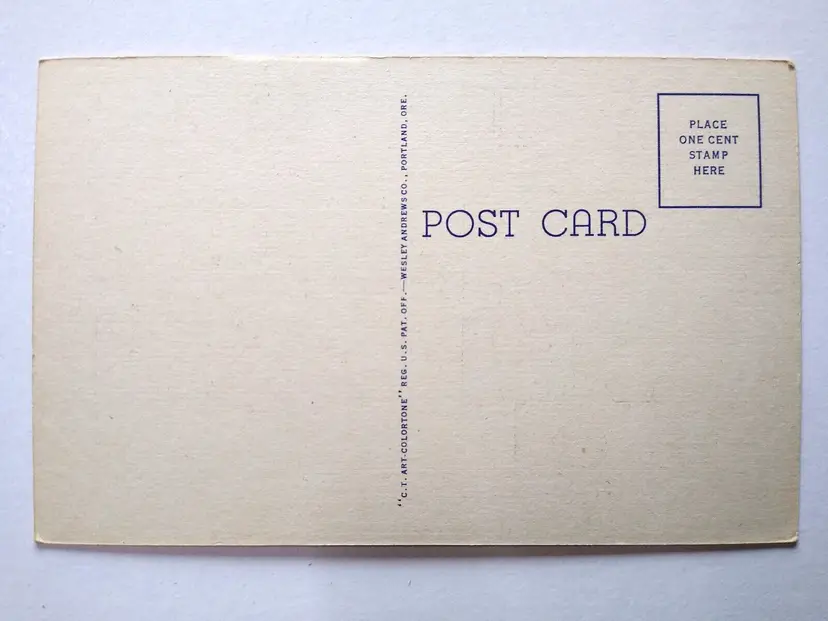 "C.T. ART-COLORTONE" REG. U.S. PAT. OFF.—WESLEY ANDREWS CO., PORTLAND, ORE.
POST CARD
PLACE
ONE CENT
STAMP
HERE